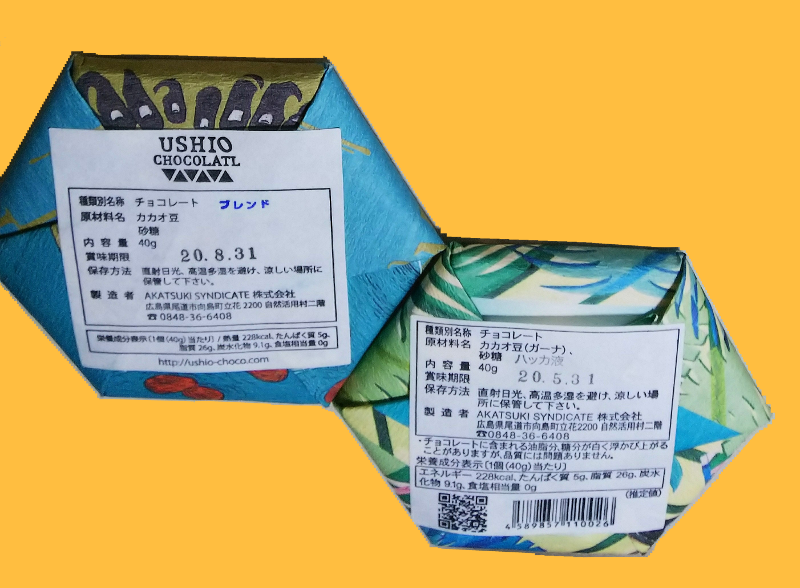 USHIO
CHOCOLATL
種類別名称 チョコレート ブレンド
原材料名 カカオ豆
砂糖
内容量 40g
賞味期限 20.8.31
保存方法 直射日光、高温多湿を避け、涼しい場所に
保管して下さい。
製造者 AKATSUKI SYNDICATE 株式会社
広島県尾道市向島町立花2200 自然活用村二階
☎0848-36-6408
栄養成分表示(1個(40g)当たり) / 熱量 228kcal、たんぱく質 5g、
脂質 26g、炭水化物 9.1g、食塩相当量 0g
http://ushio-choco.com
種類別名称 チョコレート
原材料名 カカオ豆(ガーナ)、
砂糖 ハッカ液
内容量 40g
賞味期限 20.5.31
保存方法 直射日光、高温多湿を避け、涼しい場
所に保管して下さい。
製造者 AKATSUKI SYNDICATE 株式会社
広島県尾道市向島町立花2200 自然活用村二階
☎0848-36-6408
・チョコレートに含まれる油脂分、糖分が白く浮かび上がる
ことがありますが、品質には問題ありません。
栄養成分表示〔1個(40g)当たり〕
エネルギー 228kcal、たんぱく質 5g、脂質 26g、炭水
化物 9.1g、食塩相当量 0g
(推定値)
4589857110026